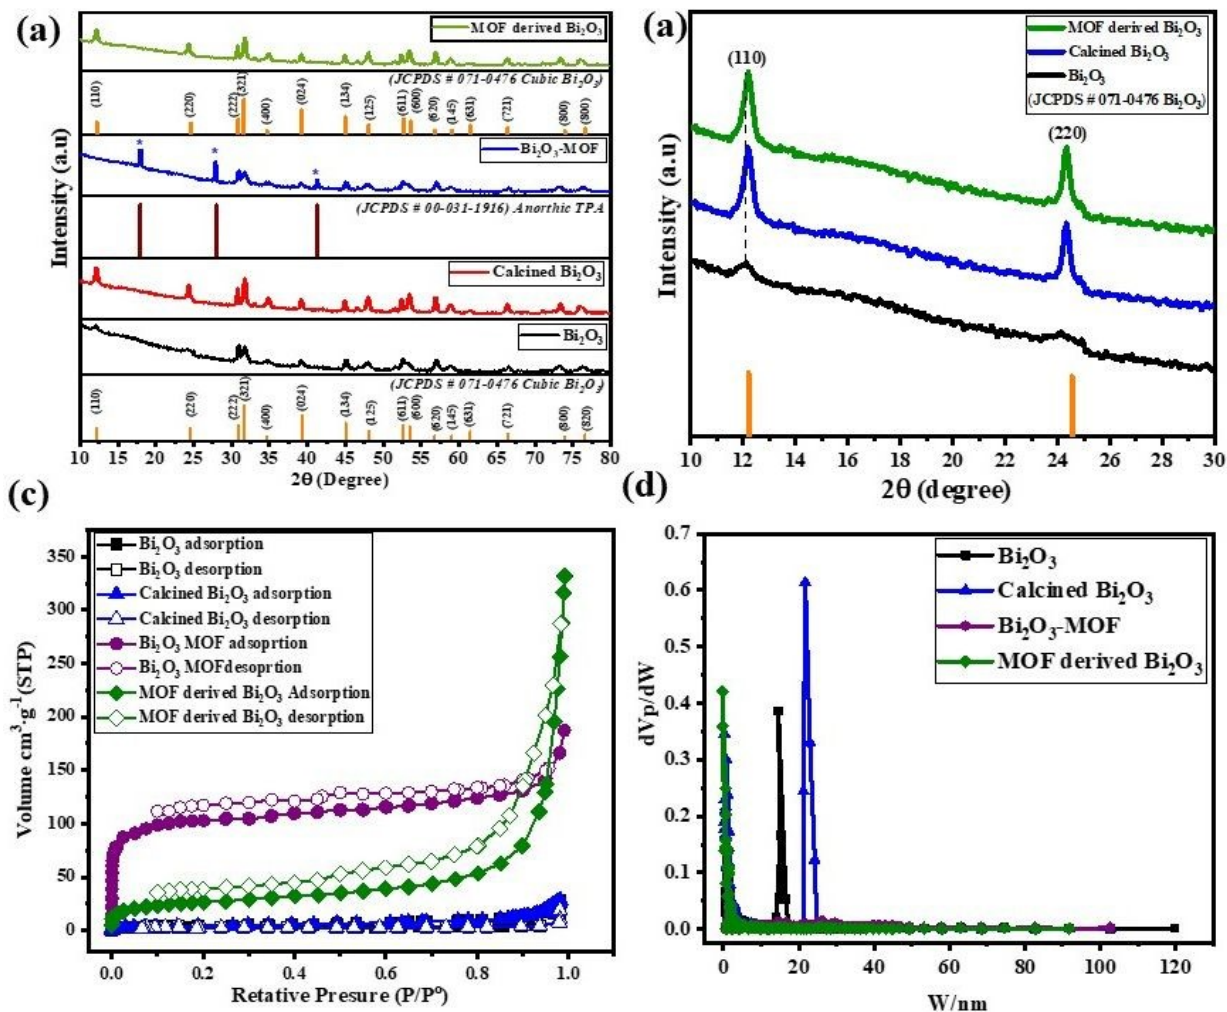 (a)
MOF derived Bi₂O₃
(JCPDS # 071-0476 Cubic Bi₂O₃)
(110) (220) (222) (321) (400) (024) (134) (125) (611) (600) (620) (145) (631) (721) (800) (800)
* * *
Bi₂O₃-MOF
(JCPDS # 00-031-1916) Anorthic TPA
Calcined Bi₂O₃
Bi₂O₃
(JCPDS # 071-0476 Cubic Bi₂O₃)
(110) (220) (222) (321) (400) (024) (134) (125) (611) (600) (620) (145) (631) (721) (800) (820)
Intensity (a.u)
10 15 20 25 30 35 40 45 50 55 60 65 70 75 80
2θ (Degree)
(a)
MOF derived Bi₂O₃
Calcined Bi₂O₃
Bi₂O₃
(JCPDS # 071-0476 Bi₂O₃)
(110)
(220)
Intensity (a.u)
10 12 14 16 18 20 22 24 26 28 30
2θ (degree)
(c)
Bi₂O₃ adsorption
Bi₂O₃ desorption
Calcined Bi₂O₃ adsorption
Calcined Bi₂O₃ desorption
Bi₂O₃ MOF adsoprtion
Bi₂O₃ MOFdesoprtion
MOF derived Bi₂O₃ Adsorption
MOF derived Bi₂O₃ desorption
Volume cm³·g⁻¹(STP)
350
300
250
200
150
100
50
0
0.0 0.2 0.4 0.6 0.8 1.0
Retative Presure (P/P⁰)
(d)
Bi₂O₃
Calcined Bi₂O₃
Bi₂O₃-MOF
MOF derived Bi₂O₃
dVp/dW
0.7
0.6
0.5
0.4
0.3
0.2
0.1
0.0
0 20 40 60 80 100 120
W/nm